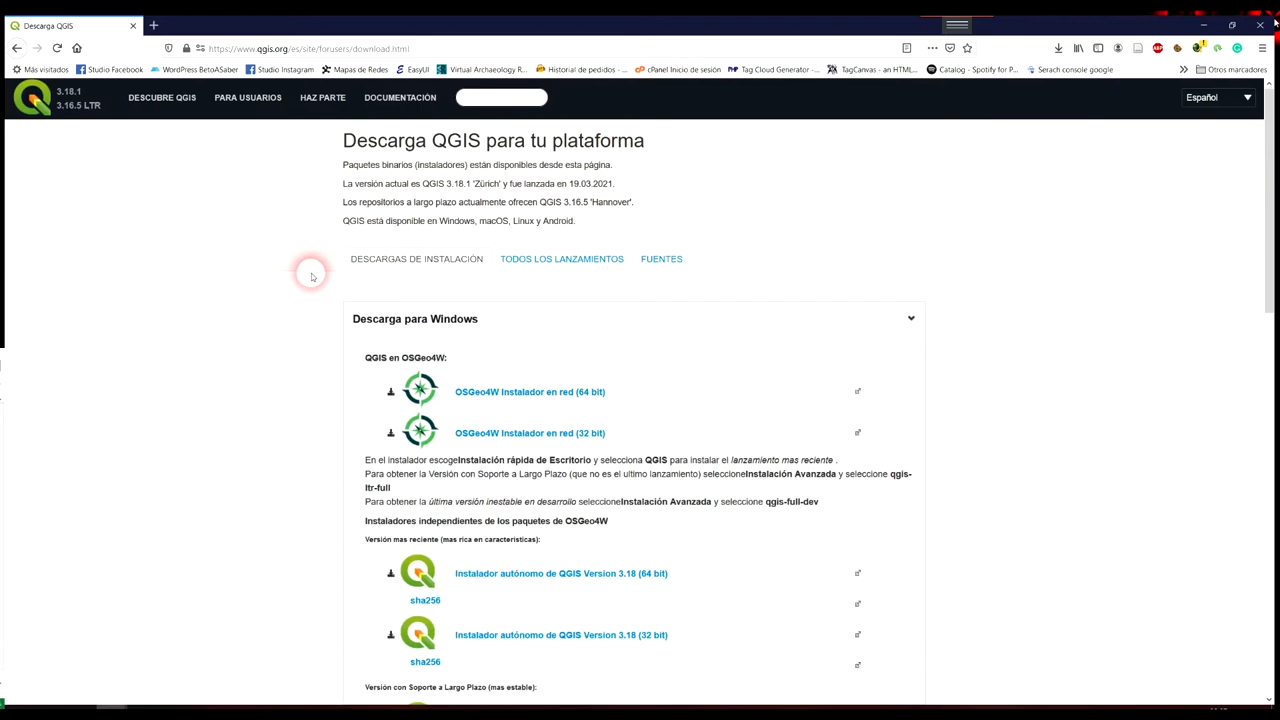 Descarga QGIS
https://www.qgis.org/es/site/forusers/download.html
Más visitados Studio Facebook WordPress BetoASaber Studio Instagram Mapas de Redes EasyUI Virtual Archaeology R... Historial de pedidos - ... cPanel Inicio de sesión Tag Cloud Generator -... TagCanvas - an HTML... Catalog - Spotify for P... Serach console google Otros marcadores
3.18.1
3.16.5 LTR
DESCUBRE QGIS PARA USUARIOS HAZ PARTE DOCUMENTACIÓN Español
Descarga QGIS para tu plataforma
Paquetes binarios (instaladores) están disponibles desde esta página.
La versión actual es QGIS 3.18.1 'Zürich' y fue lanzada en 19.03.2021.
Los repositorios a largo plazo actualmente ofrecen QGIS 3.16.5 'Hannover'.
QGIS está disponible en Windows, macOS, Linux y Android.
DESCARGAS DE INSTALACIÓN TODOS LOS LANZAMIENTOS FUENTES
Descarga para Windows
QGIS en OSGeo4W:
OSGeo4W Instalador en red (64 bit)
OSGeo4W Instalador en red (32 bit)
En el instalador escogeInstalación rápida de Escritorio y selecciona QGIS para instalar el lanzamiento mas reciente .
Para obtener la Versión con Soporte a Largo Plazo (que no es el ultimo lanzamiento) seleccioneInstalación Avanzada y seleccione qgis-
ltr-full
Para obtener la última versión inestable en desarrollo seleccioneInstalación Avanzada y seleccione qgis-full-dev
Instaladores independientes de los paquetes de OSGeo4W
Versión mas reciente (mas rica en caracteristicas):
Instalador autónomo de QGIS Version 3.18 (64 bit)
sha256
Instalador autónomo de QGIS Version 3.18 (32 bit)
sha256
Versión con Soporte a Largo Plazo (mas estable):